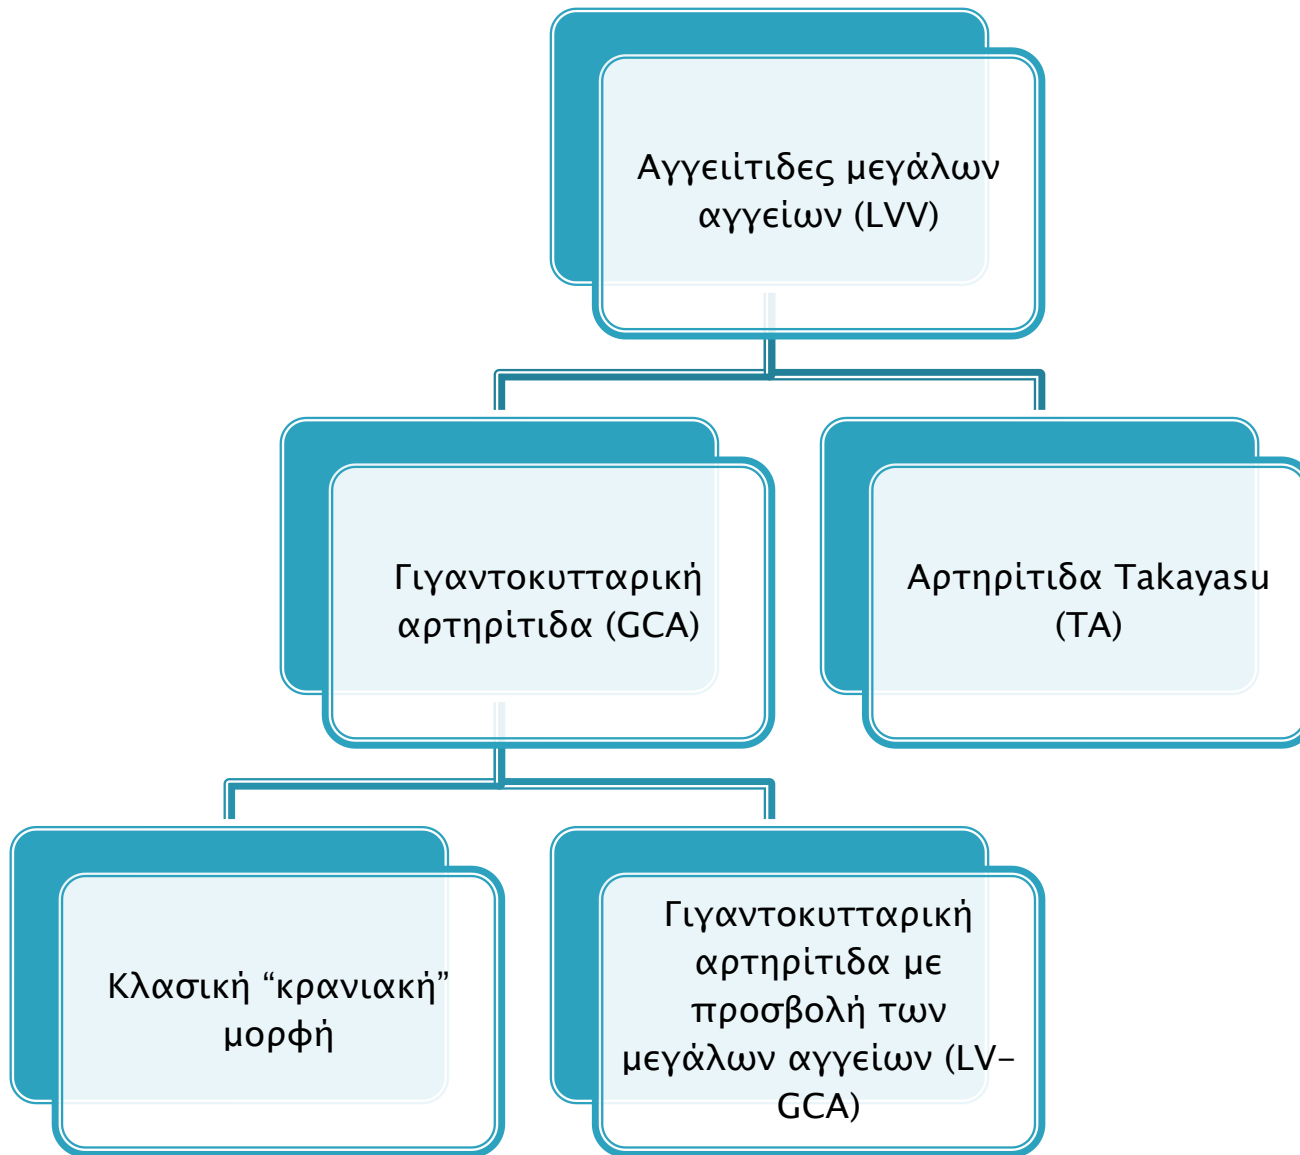 Αγγειίτιδες μεγάλων
αγγείων (LVV)
Γιγαντοκυτταρική
αρτηρίτιδα (GCA)
Αρτηρίτιδα Takayasu
(TA)
Κλασική “κρανιακή”
μορφή
Γιγαντοκυτταρική
αρτηρίτιδα με
προσβολή των
μεγάλων αγγείων (LV-
GCA)